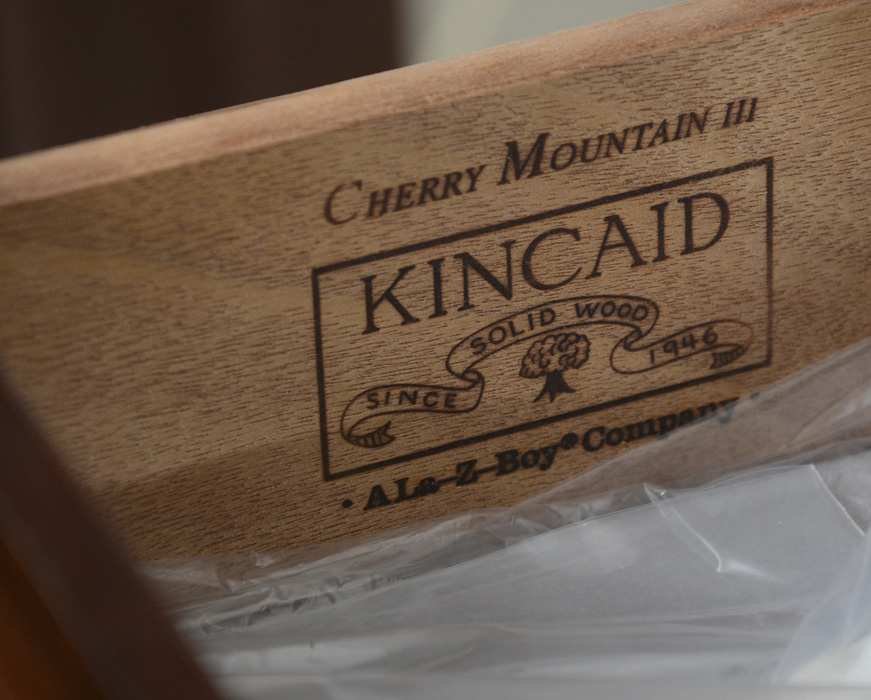 CHERRY MOUNTAIN III
KINCAID
SOLID WOOD
SINCE 1946
• A La-Z-Boy® Company •